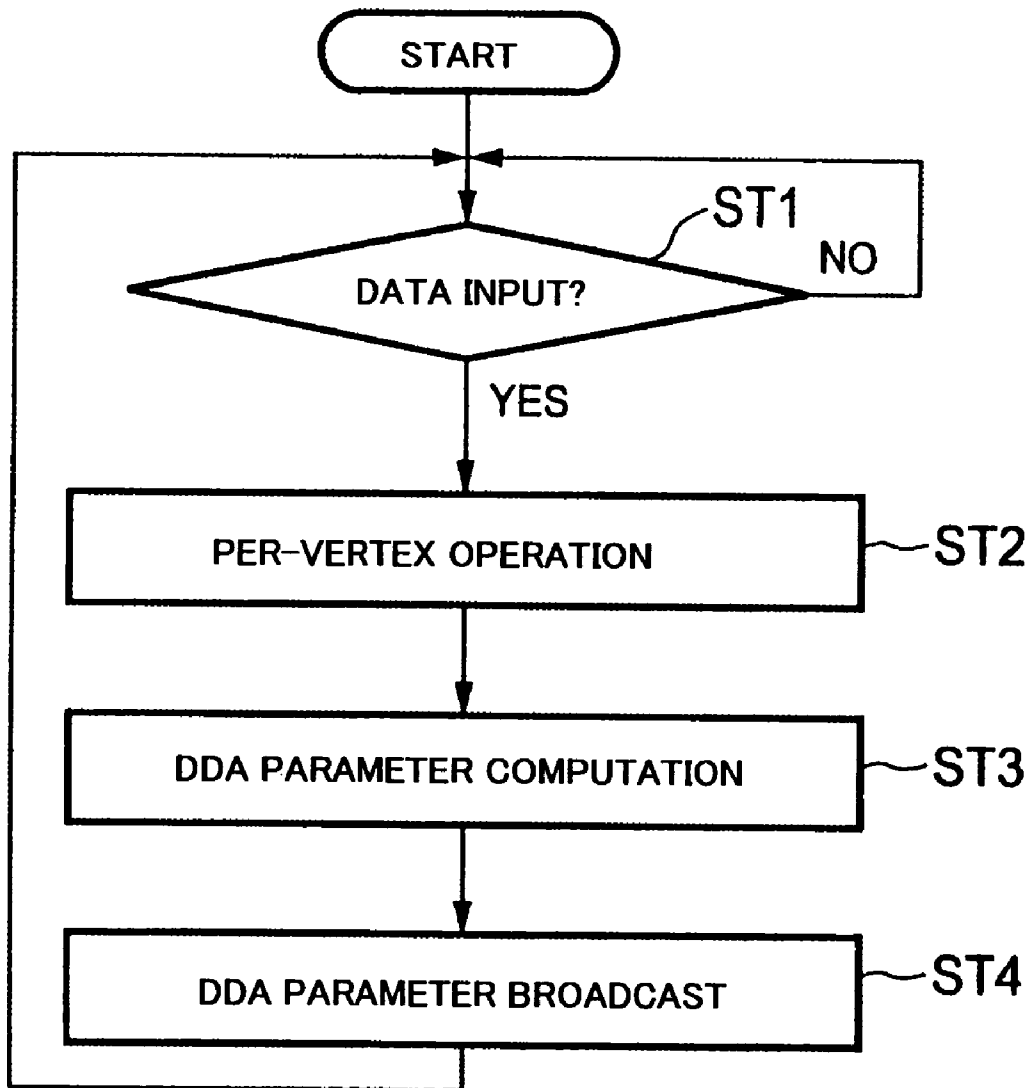 START
ST1
NO
DATA INPUT?
YES
PER-VERTEX OPERATION
ST2
DDA PARAMETER COMPUTATION
ST3
DDA PARAMETER BROADCAST
ST4